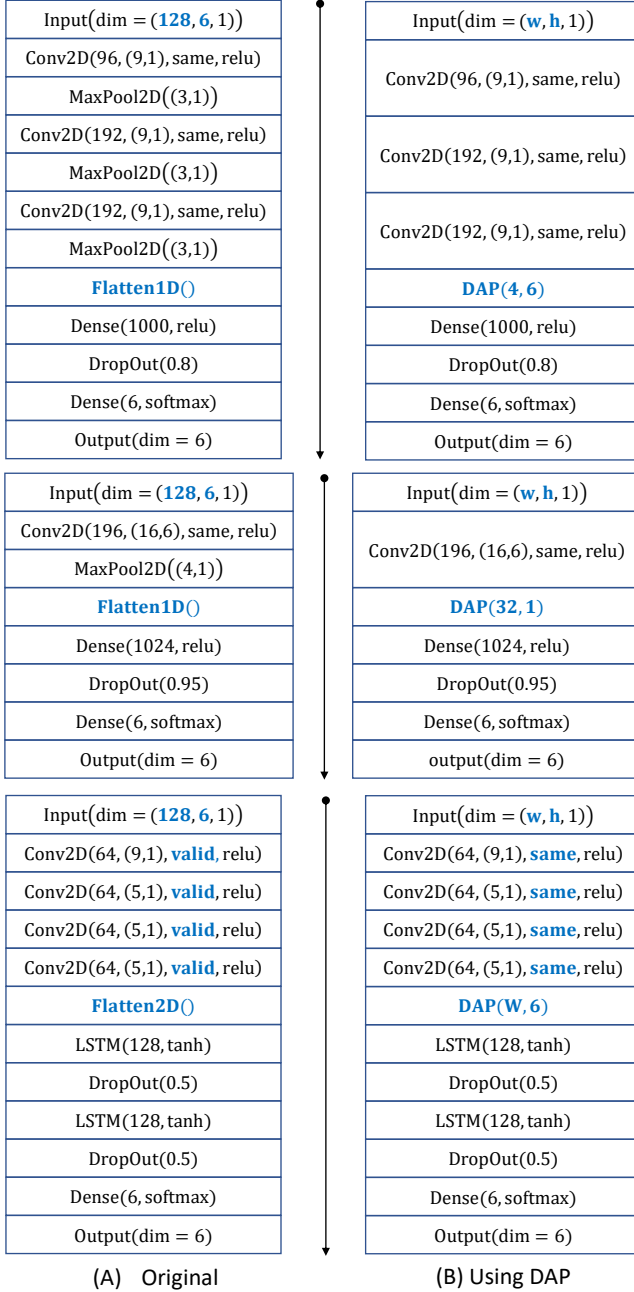 Input(dim = (128, 6, 1))
Conv2D(96, (9,1), same, relu)
MaxPool2D((3,1))
Conv2D(192, (9,1), same, relu)
MaxPool2D((3,1))
Conv2D(192, (9,1), same, relu)
MaxPool2D((3,1))
Flatten1D()
Dense(1000, relu)
DropOut(0.8)
Dense(6, softmax)
Output(dim = 6)
Input(dim = (w, h, 1))
Conv2D(96, (9,1), same, relu)
Conv2D(192, (9,1), same, relu)
Conv2D(192, (9,1), same, relu)
DAP(4, 6)
Dense(1000, relu)
DropOut(0.8)
Dense(6, softmax)
Output(dim = 6)
Input(dim = (128, 6, 1))
Conv2D(196, (16,6), same, relu)
MaxPool2D((4,1))
Flatten1D()
Dense(1024, relu)
DropOut(0.95)
Dense(6, softmax)
Output(dim = 6)
Input(dim = (w, h, 1))
Conv2D(196, (16,6), same, relu)
DAP(32, 1)
Dense(1024, relu)
DropOut(0.95)
Dense(6, softmax)
output(dim = 6)
Input(dim = (128, 6, 1))
Conv2D(64, (9,1), valid, relu)
Conv2D(64, (5,1), valid, relu)
Conv2D(64, (5,1), valid, relu)
Conv2D(64, (5,1), valid, relu)
Flatten2D()
LSTM(128, tanh)
DropOut(0.5)
LSTM(128, tanh)
DropOut(0.5)
Dense(6, softmax)
Output(dim = 6)
Input(dim = (w, h, 1))
Conv2D(64, (9,1), same, relu)
Conv2D(64, (5,1), same, relu)
Conv2D(64, (5,1), same, relu)
Conv2D(64, (5,1), same, relu)
DAP(W, 6)
LSTM(128, tanh)
DropOut(0.5)
LSTM(128, tanh)
DropOut(0.5)
Dense(6, softmax)
Output(dim = 6)
(A) Original
(B) Using DAP